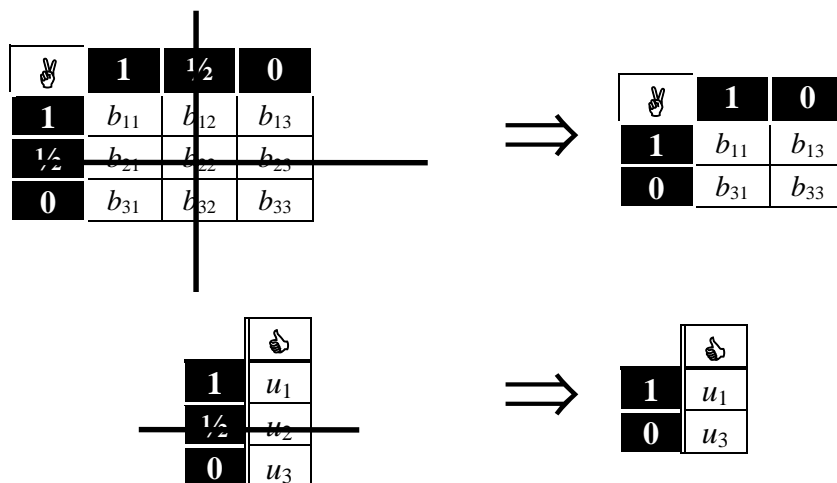 ✌ 1 ½ 0
1 b₁₁ b₁₂ b₁₃
½ b₂₁ b₂₂ b₂₃
0 b₃₁ b₃₂ b₃₃
⇒
✌ 1 0
1 b₁₁ b₁₃
0 b₃₁ b₃₃
👍
1 u₁
½ u₂
0 u₃
⇒
👍
1 u₁
0 u₃